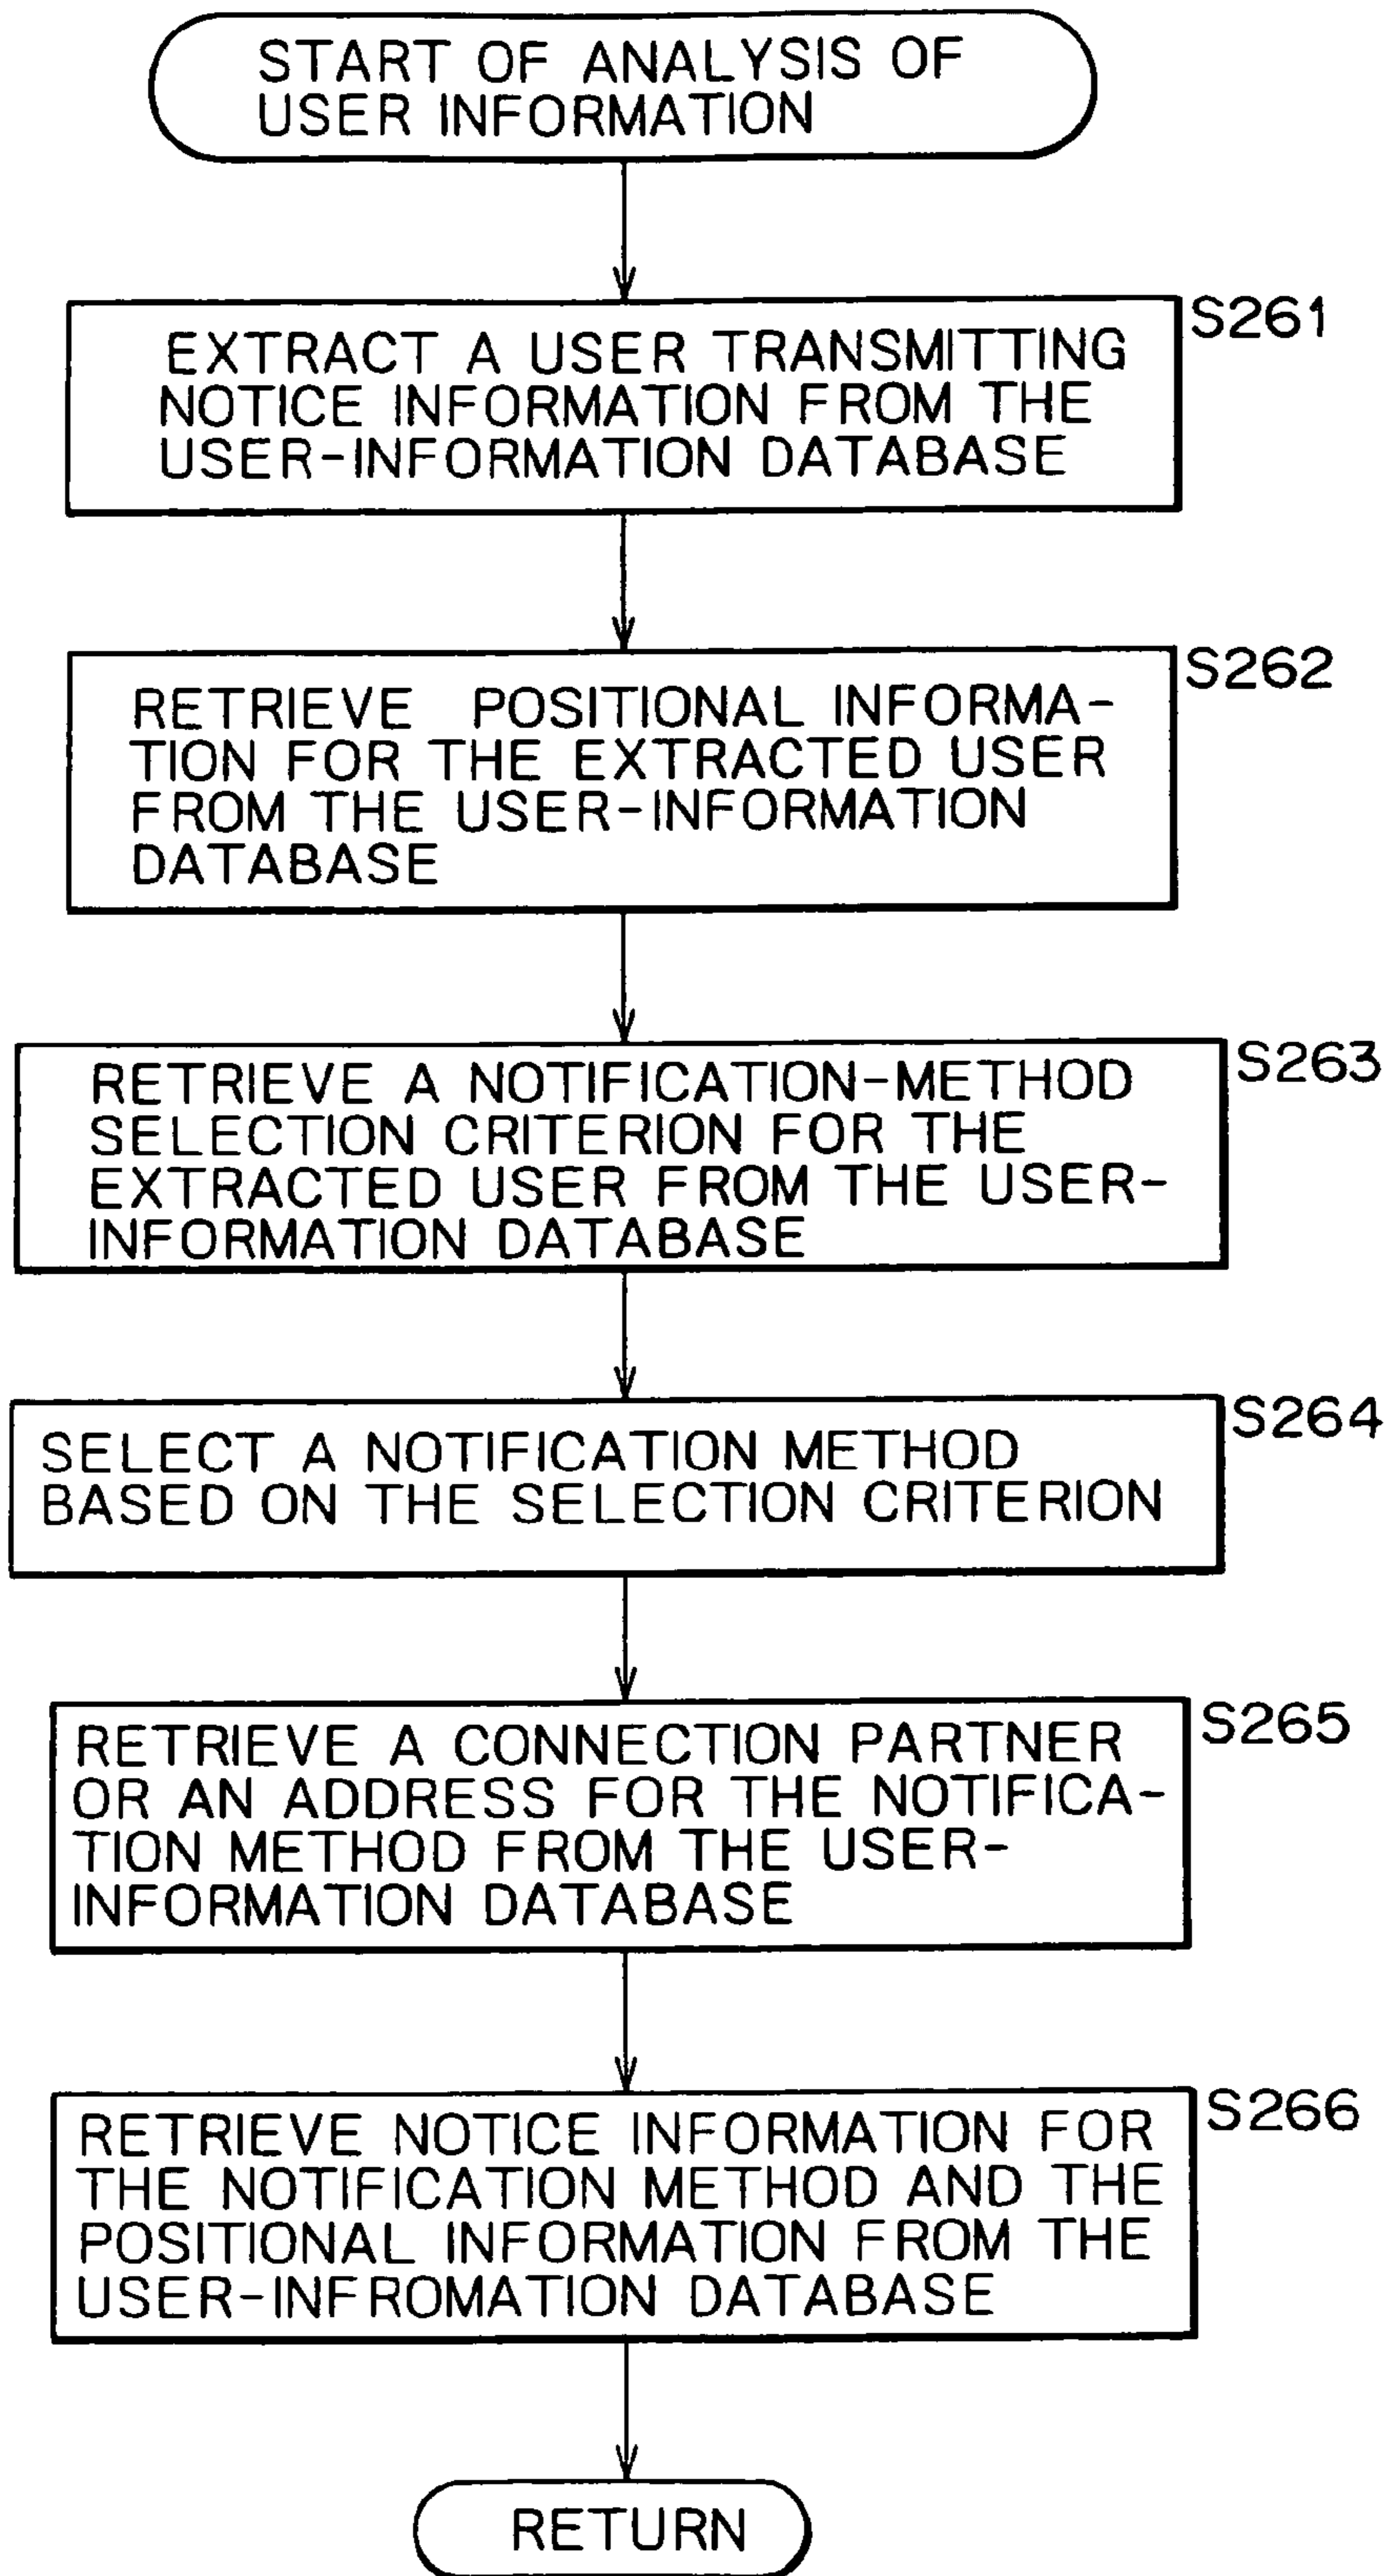 START OF ANALYSIS OF
USER INFORMATION
S261
EXTRACT A USER TRANSMITTING
NOTICE INFORMATION FROM THE
USER-INFORMATION DATABASE
S262
RETRIEVE POSITIONAL INFORMA-
TION FOR THE EXTRACTED USER
FROM THE USER-INFORMATION
DATABASE
S263
RETRIEVE A NOTIFICATION-METHOD
SELECTION CRITERION FOR THE
EXTRACTED USER FROM THE USER-
INFORMATION DATABASE
S264
SELECT A NOTIFICATION METHOD
BASED ON THE SELECTION CRITERION
S265
RETRIEVE A CONNECTION PARTNER
OR AN ADDRESS FOR THE NOTIFICA-
TION METHOD FROM THE USER-
INFORMATION DATABASE
S266
RETRIEVE NOTICE INFORMATION FOR
THE NOTIFICATION METHOD AND THE
POSITIONAL INFORMATION FROM THE
USER-INFROMATION DATABASE
RETURN